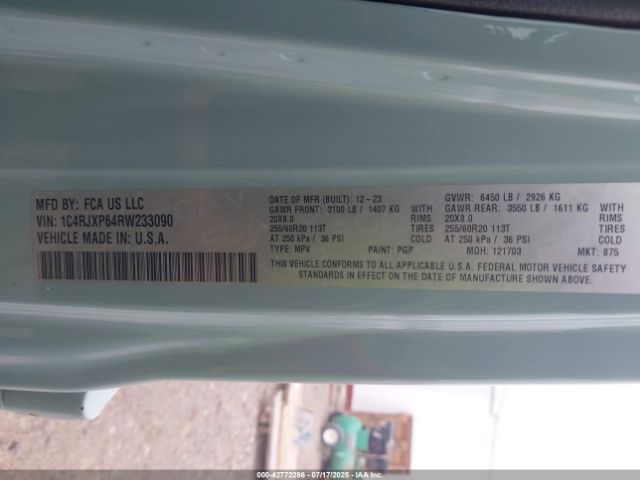 MFD BY: FCA US LLC
VIN: 1C4RJXP64RW233090
VEHICLE MADE IN: U.S.A.
DATE OF MFR (BUILT): 12-23
GAWR FRONT: 3100 LB / 1407 KG WITH
20X8.0 RIMS
255/60R20 113T TIRES
AT 250 kPa / 36 PSI COLD
TYPE: MPV PAINT: PGP
GVWR: 6450 LB / 2926 KG
GAWR REAR: 3550 LB / 1611 KG WITH
20X8.0 RIMS
255/60R20 113T TIRES
AT 250 kPa / 36 PSI COLD
MDH: 121703 MKT: 875
THIS VEHICLE CONFORMS TO ALL APPLICABLE U.S.A. FEDERAL MOTOR VEHICLE SAFETY
STANDARDS IN EFFECT ON THE DATE OF MANUFACTURE SHOWN ABOVE.
000-42772286 - 07/17/2025 - IAAI.com